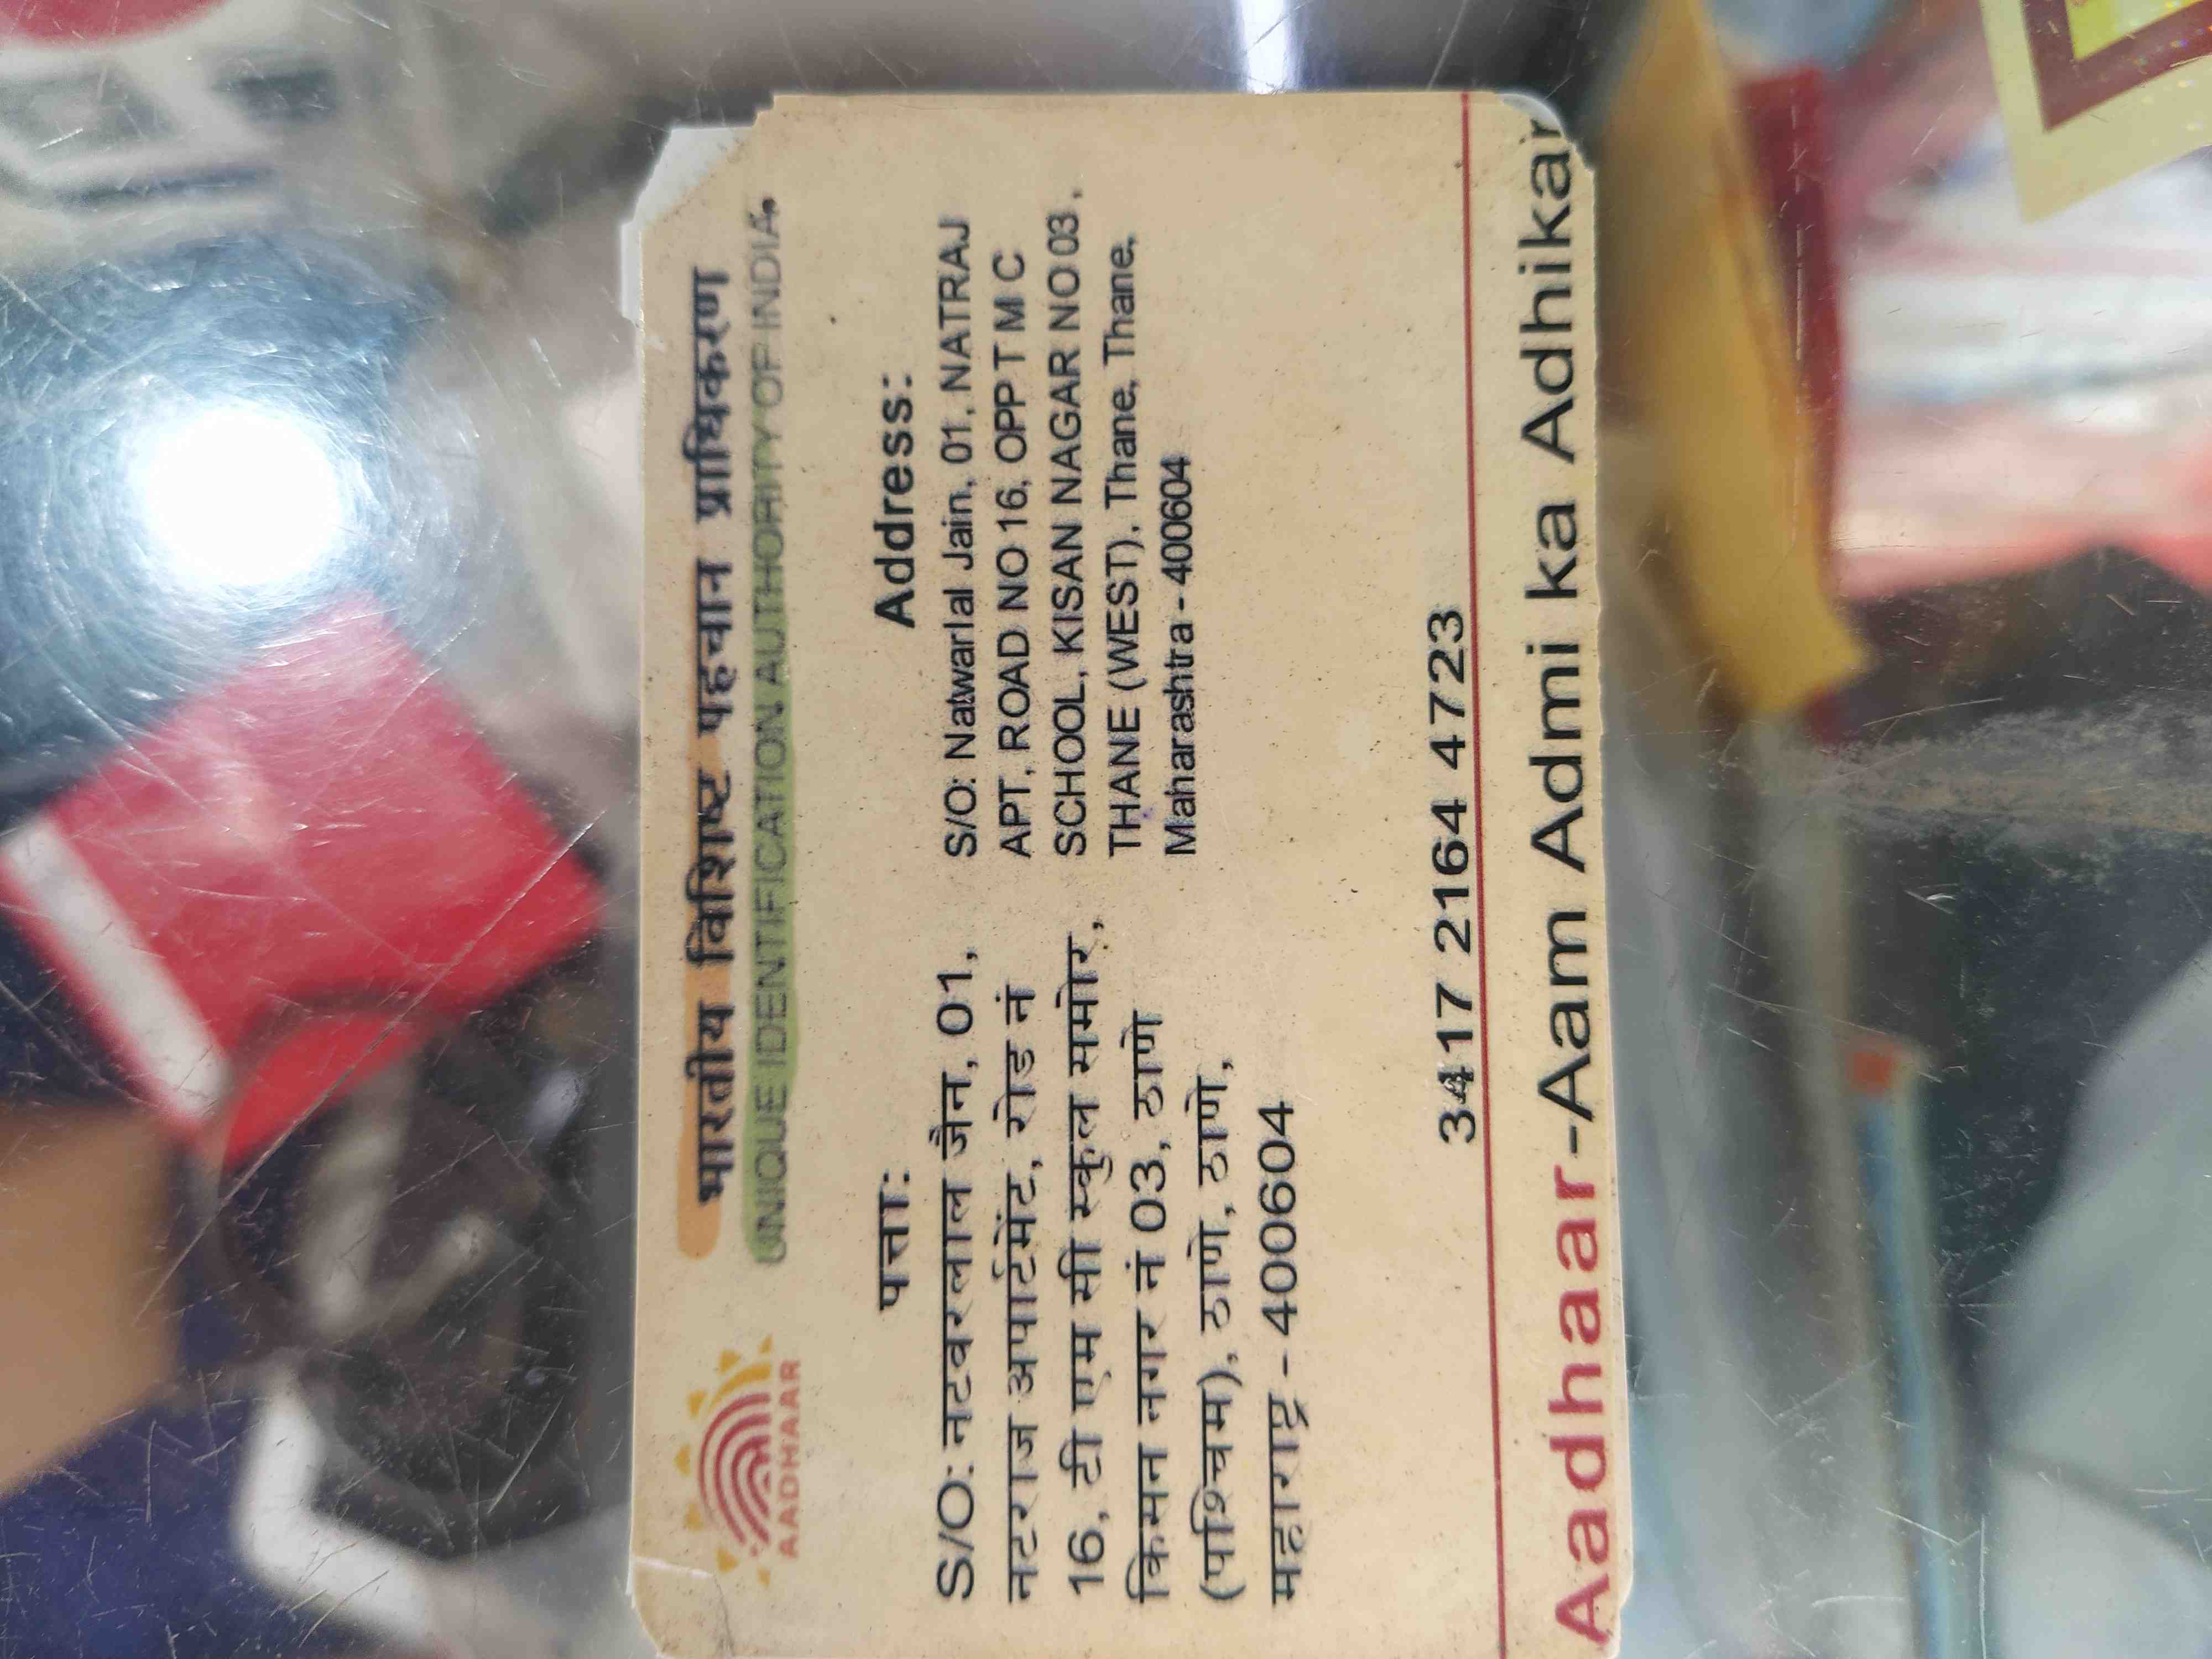 भारतीय विशिष्ट पहचान प्राधिकरण
UNIQUE IDENTIFICATION AUTHORITY OF INDIA
AADHAAR
पत्ता:
S/O: नटवरलाल जैन, 01,
नटराज अपार्टमेंट, रोड नं
16, टी एम सी स्कुल समोर,
किसन नगर नं 03, ठाणे
(पश्चिम), ठाणे, ठाणे,
महाराष्ट्र - 400604
Address:
S/O: Natwarlal Jain, 01, NATRAJ
APT, ROAD NO 16, OPP T M C
SCHOOL, KISAN NAGAR NO 03,
THANE (WEST), Thane, Thane,
Maharashtra - 400604
3417 2164 4723
Aadhaar-Aam Admi ka Adhikar